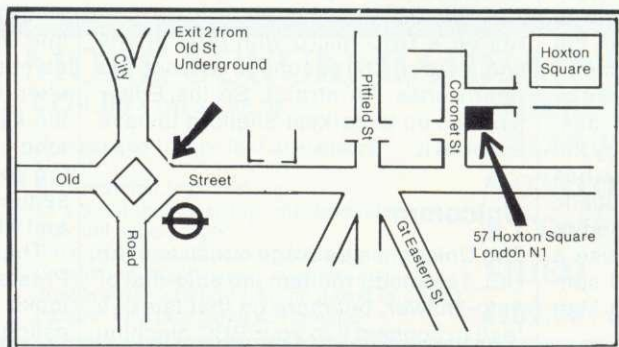 Exit 2 from
Old St
Underground
City
Pitfield St
Coronet St
Hoxton
Square
Old
Street
Road
Gt Eastern St
57 Hoxton Square
London N1